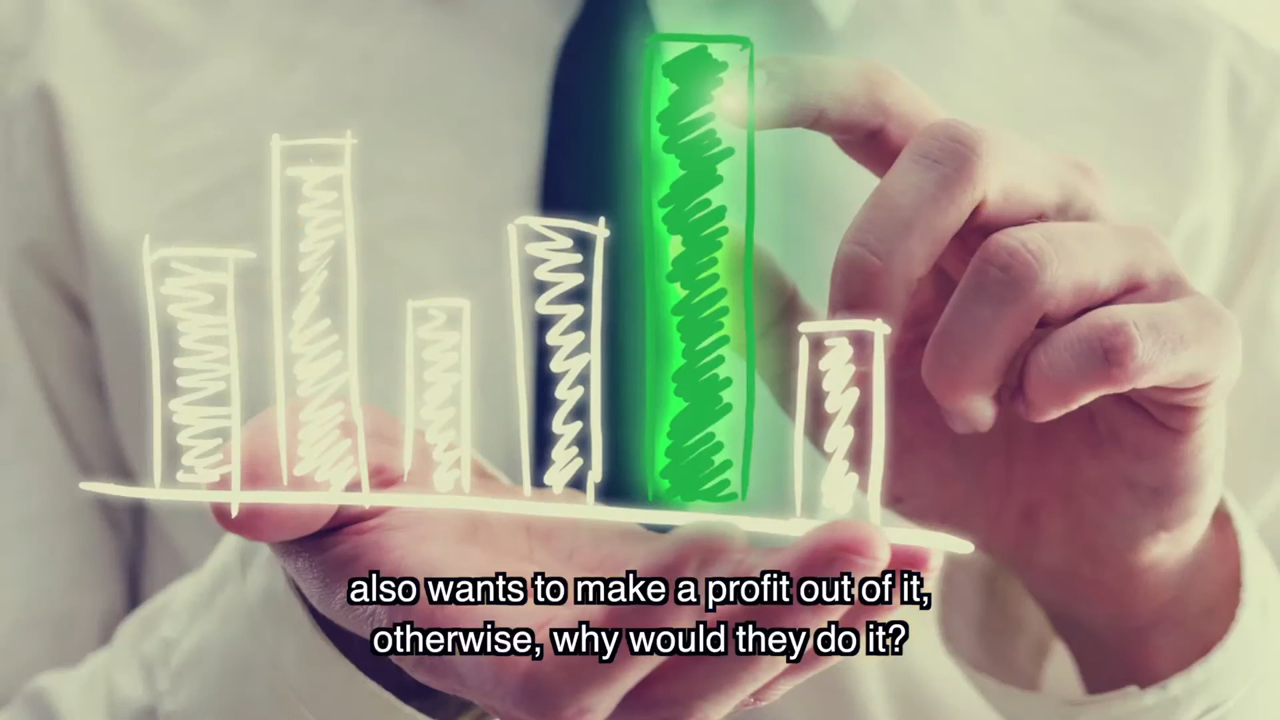 also wants to make a profit out of it,
otherwise, why would they do it?